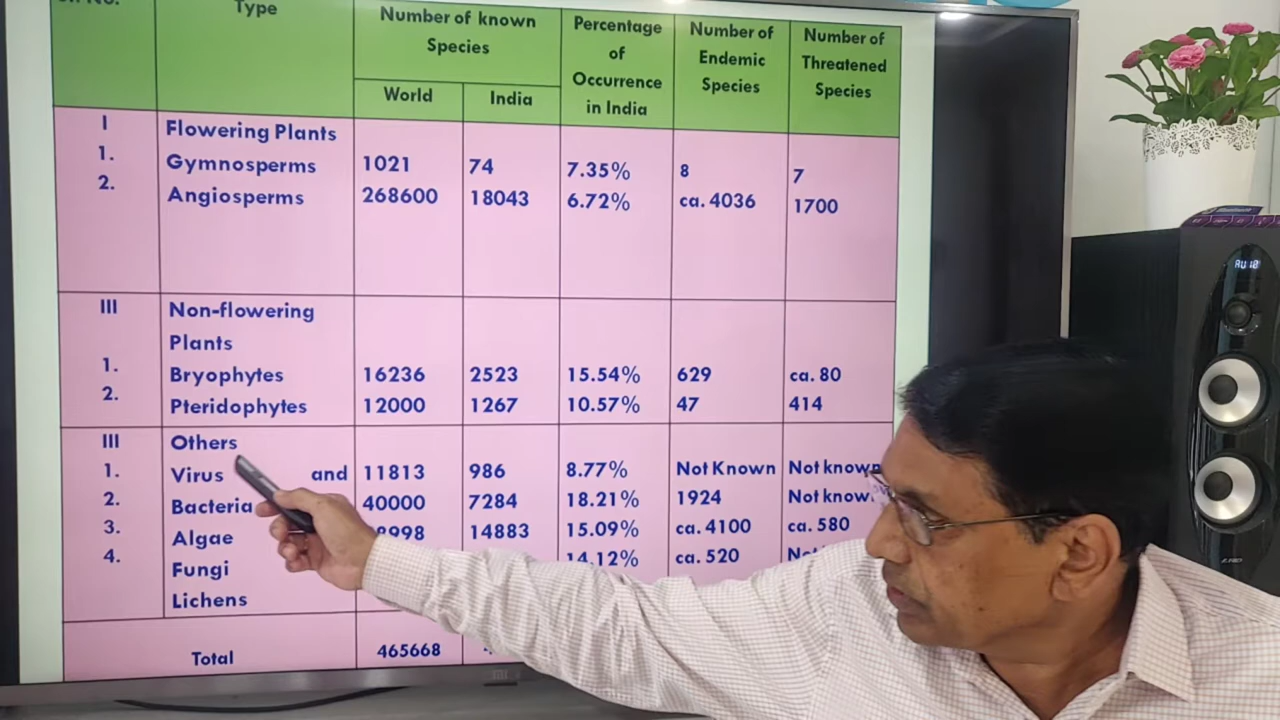 Type
Number of known
Species
Percentage
of
Occurrence
in India
Number of
Endemic
Species
Number of
Threatened
Species
World
India
I
Flowering Plants
1. Gymnosperms 1021 74 7.35% 8 7
2. Angiosperms 268600 18043 6.72% ca. 4036 1700
III Non-flowering
Plants
1. Bryophytes 16236 2523 15.54% 629 ca. 80
2. Pteridophytes 12000 1267 10.57% 47 414
III Others
1. Virus and 11813 986 8.77% Not Known Not known
2. Bacteria 40000 7284 18.21% 1924 Not
3. Algae 14883 15.09% ca. 4100 ca. 580
4. Fungi 14.12% ca. 520
Lichens
Total 465668